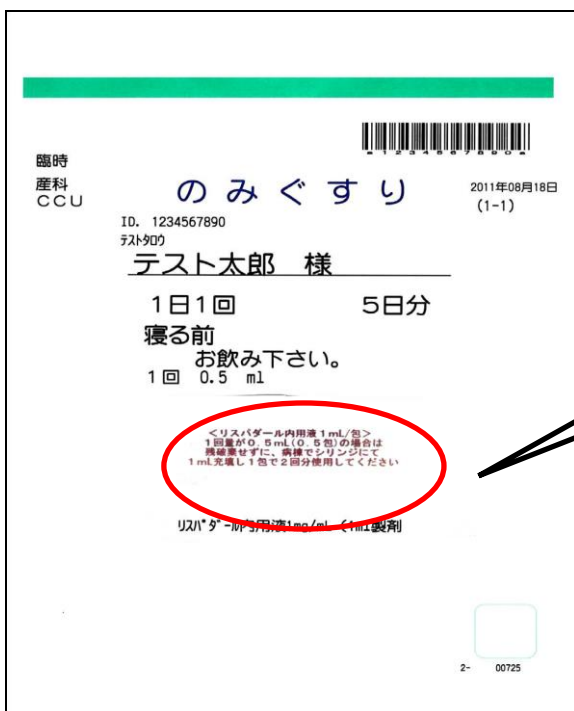 a1234567890a
臨時
産科
CCU
のみぐすり
2011年08月18日
(1-1)
ID. 1234567890
テストタロウ
テスト太郎 様
1日1回 5日分
寝る前
お飲み下さい。
1回 0.5 ml
<リスパダール内用液1mL/包>
1回量が0.5mL(0.5包)の場合は
残破棄せずに、病棟でシリンジにて
1mL充填し1包で2回分使用してください
リスパダール内用液1mg/mL (1ml製剤
2- 00725